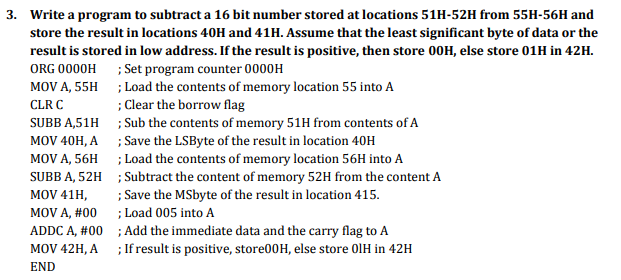 3. Write a program to subtract a 16 bit number stored at locations 51H-52H from 55H-56H and
store the result in locations 40H and 41H. Assume that the least significant byte of data or the
result is stored in low address. If the result is positive, then store 00H, else store 01H in 42H.
ORG 0000H ; Set program counter 0000H
MOV A, 55H ; Load the contents of memory location 55 into A
CLR C ; Clear the borrow flag
SUBB A,51H ; Sub the contents of memory 51H from contents of A
MOV 40H, A ; Save the LSByte of the result in location 40H
MOV A, 56H ; Load the contents of memory location 56H into A
SUBB A, 52H ; Subtract the content of memory 52H from the content A
MOV 41H, ; Save the MSbyte of the result in location 415.
MOV A, #00 ; Load 005 into A
ADDC A, #00 ; Add the immediate data and the carry flag to A
MOV 42H, A ; If result is positive, store00H, else store 0lH in 42H
END